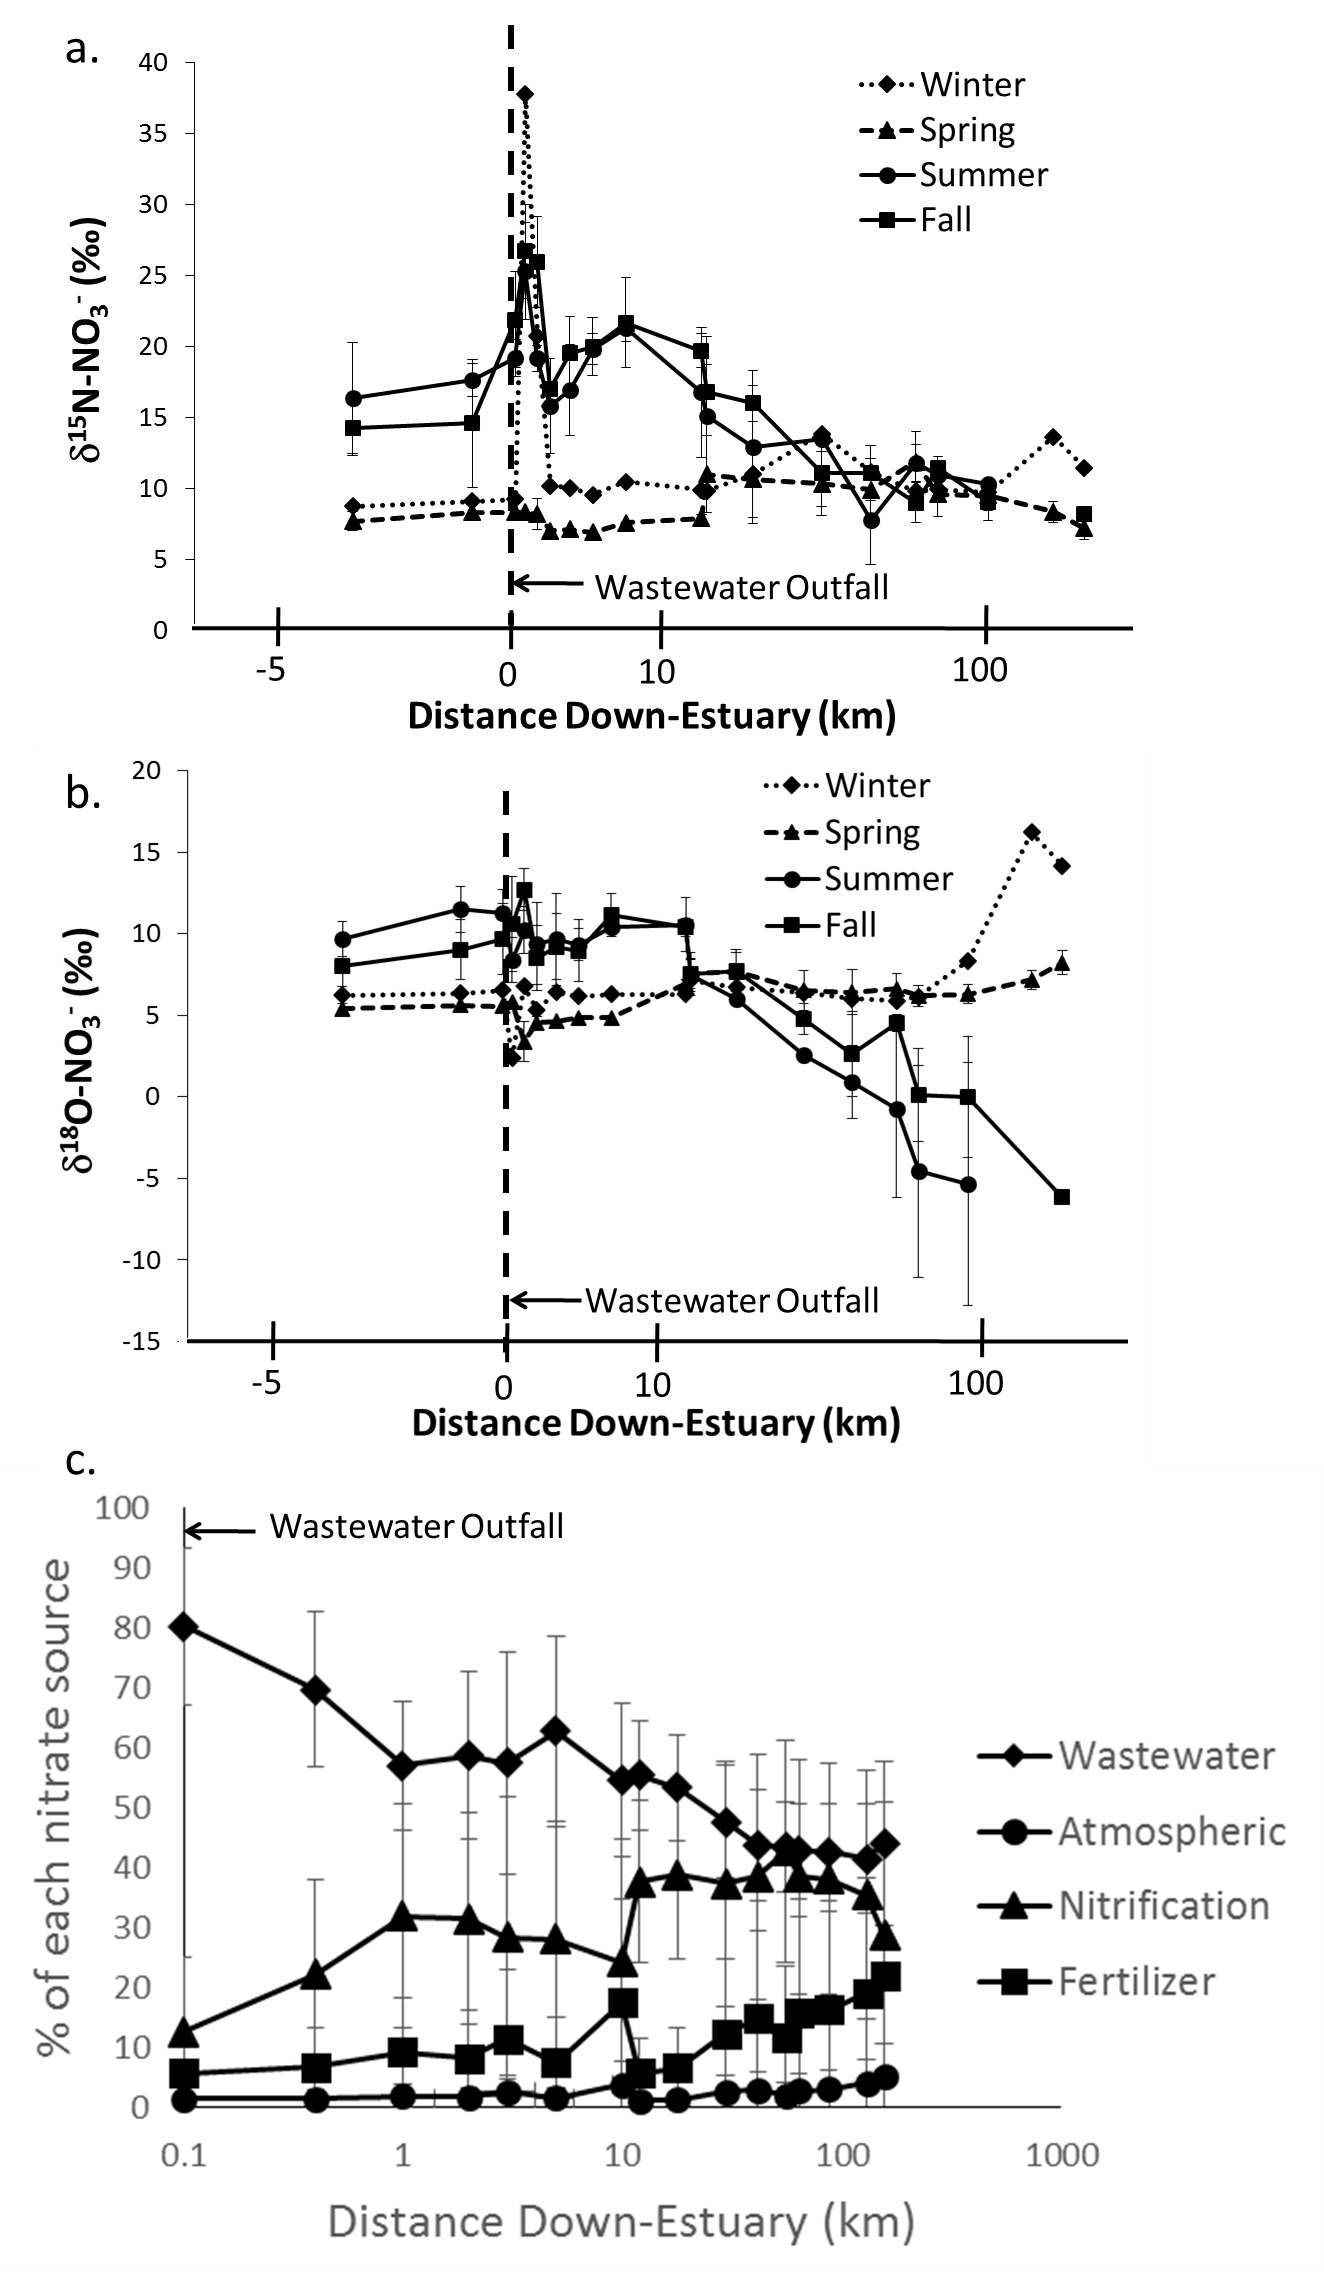 a.
40
35
30
25
20
15
10
5
0
δ15N-NO3- (‰)
Winter
Spring
Summer
Fall
Wastewater Outfall
-5
0
10
100
Distance Down-Estuary (km)
b.
20
15
10
5
0
-5
-10
-15
δ18O-NO3- (‰)
Winter
Spring
Summer
Fall
Wastewater Outfall
-5
0
10
100
Distance Down-Estuary (km)
c.
100
90
80
70
60
50
40
30
20
10
0
% of each nitrate source
Wastewater Outfall
Wastewater
Atmospheric
Nitrification
Fertilizer
0.1
1
10
100
1000
Distance Down-Estuary (km)